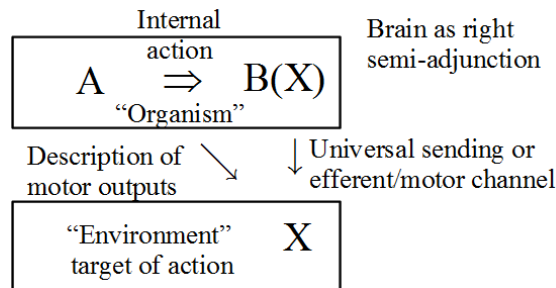 Internal
action
Brain as right
semi-adjunction
A ⇒ B(X)
“Organism”
Description of
motor outputs
Universal sending or
efferent/motor channel
“Environment” X
target of action